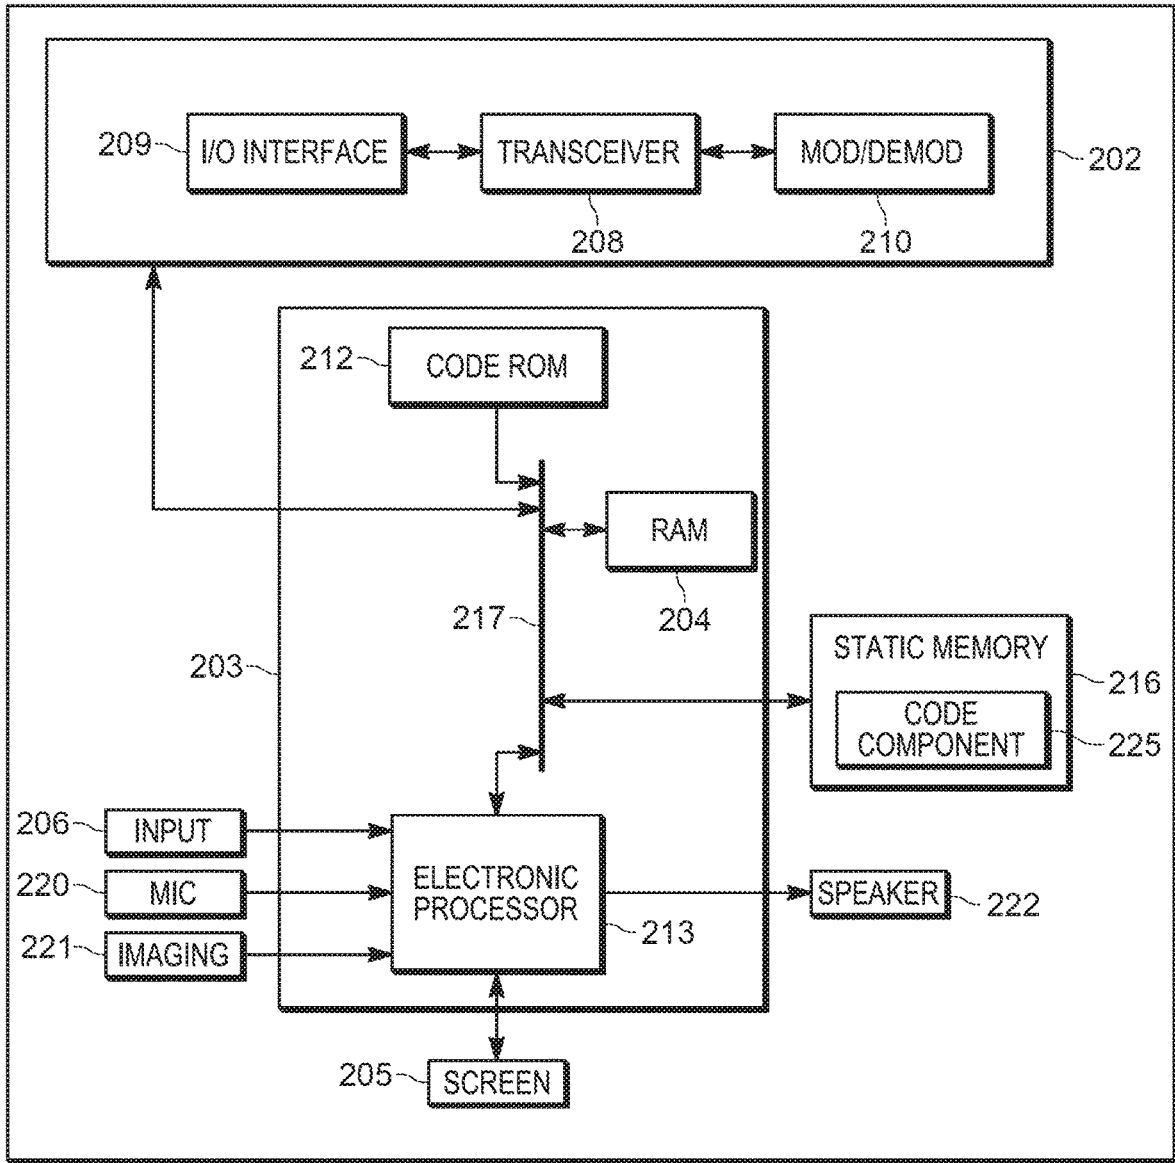 209
I/O INTERFACE
TRANSCEIVER
208
MOD/DEMOD
210
202
212
CODE ROM
RAM
204
217
203
STATIC MEMORY
216
CODE
COMPONENT
225
206
INPUT
220
MIC
221
IMAGING
ELECTRONIC
PROCESSOR
213
SPEAKER
222
205
SCREEN